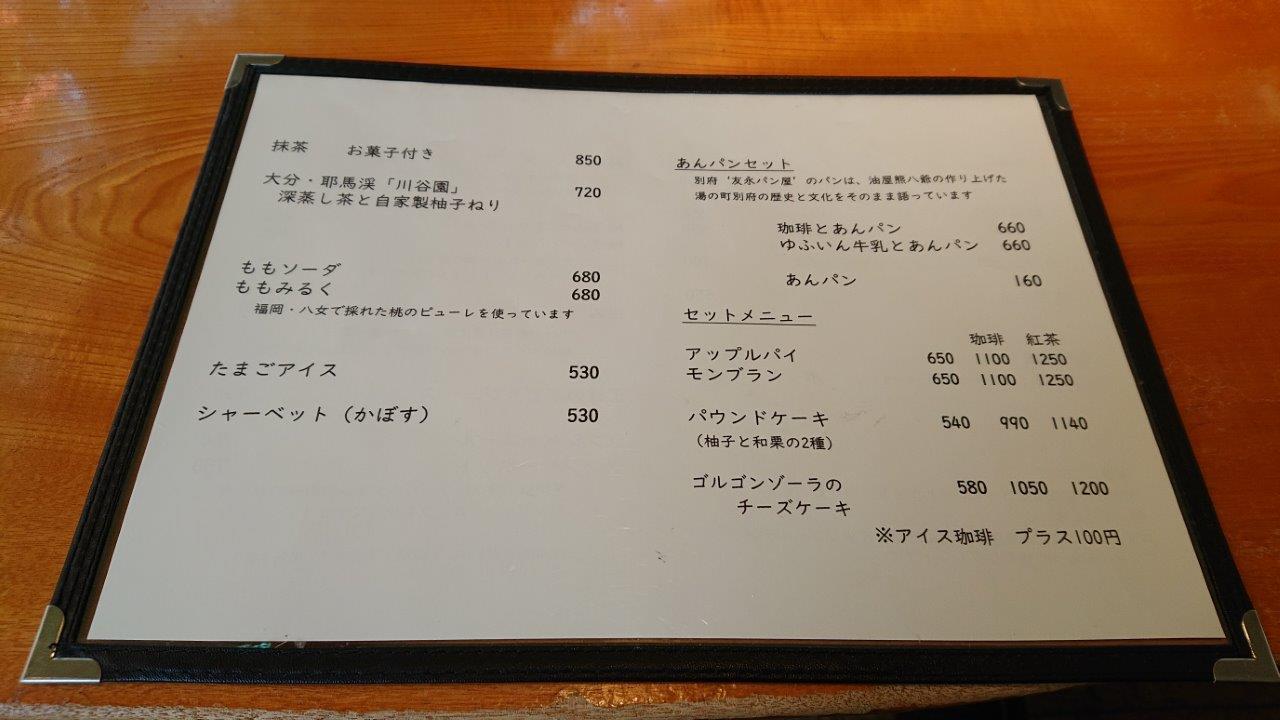 抹茶　　お菓子付き　850
大分・耶馬渓「川谷園」　720
深蒸し茶と自家製柚子ねり
ももソーダ　680
ももみるく　680
福岡・八女で採れた桃のピューレを使っています
たまごアイス　530
シャーベット（かぼす）　530
あんパンセット
別府‘友永パン屋’のパンは、油屋熊八爺の作り上げた
湯の町別府の歴史と文化をそのまま語っています
珈琲とあんパン　660
ゆふいん牛乳とあんパン　660
あんパン　160
セットメニュー
珈琲　紅茶
アップルパイ　650　1100　1250
モンブラン　650　1100　1250
パウンドケーキ　540　990　1140
（柚子と和栗の2種）
ゴルゴンゾーラの　580　1050　1200
チーズケーキ
※アイス珈琲　プラス100円